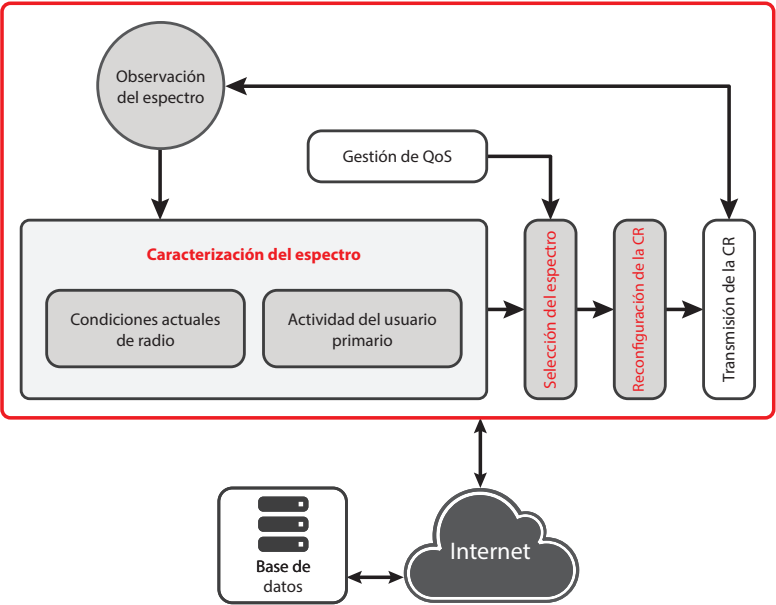 Observación
del espectro
Gestión de QoS
Caracterización del espectro
Condiciones actuales
de radio
Actividad del usuario
primario
Selección del espectro
Reconfiguración de la CR
Transmisión de la CR
Base de
datos
Internet